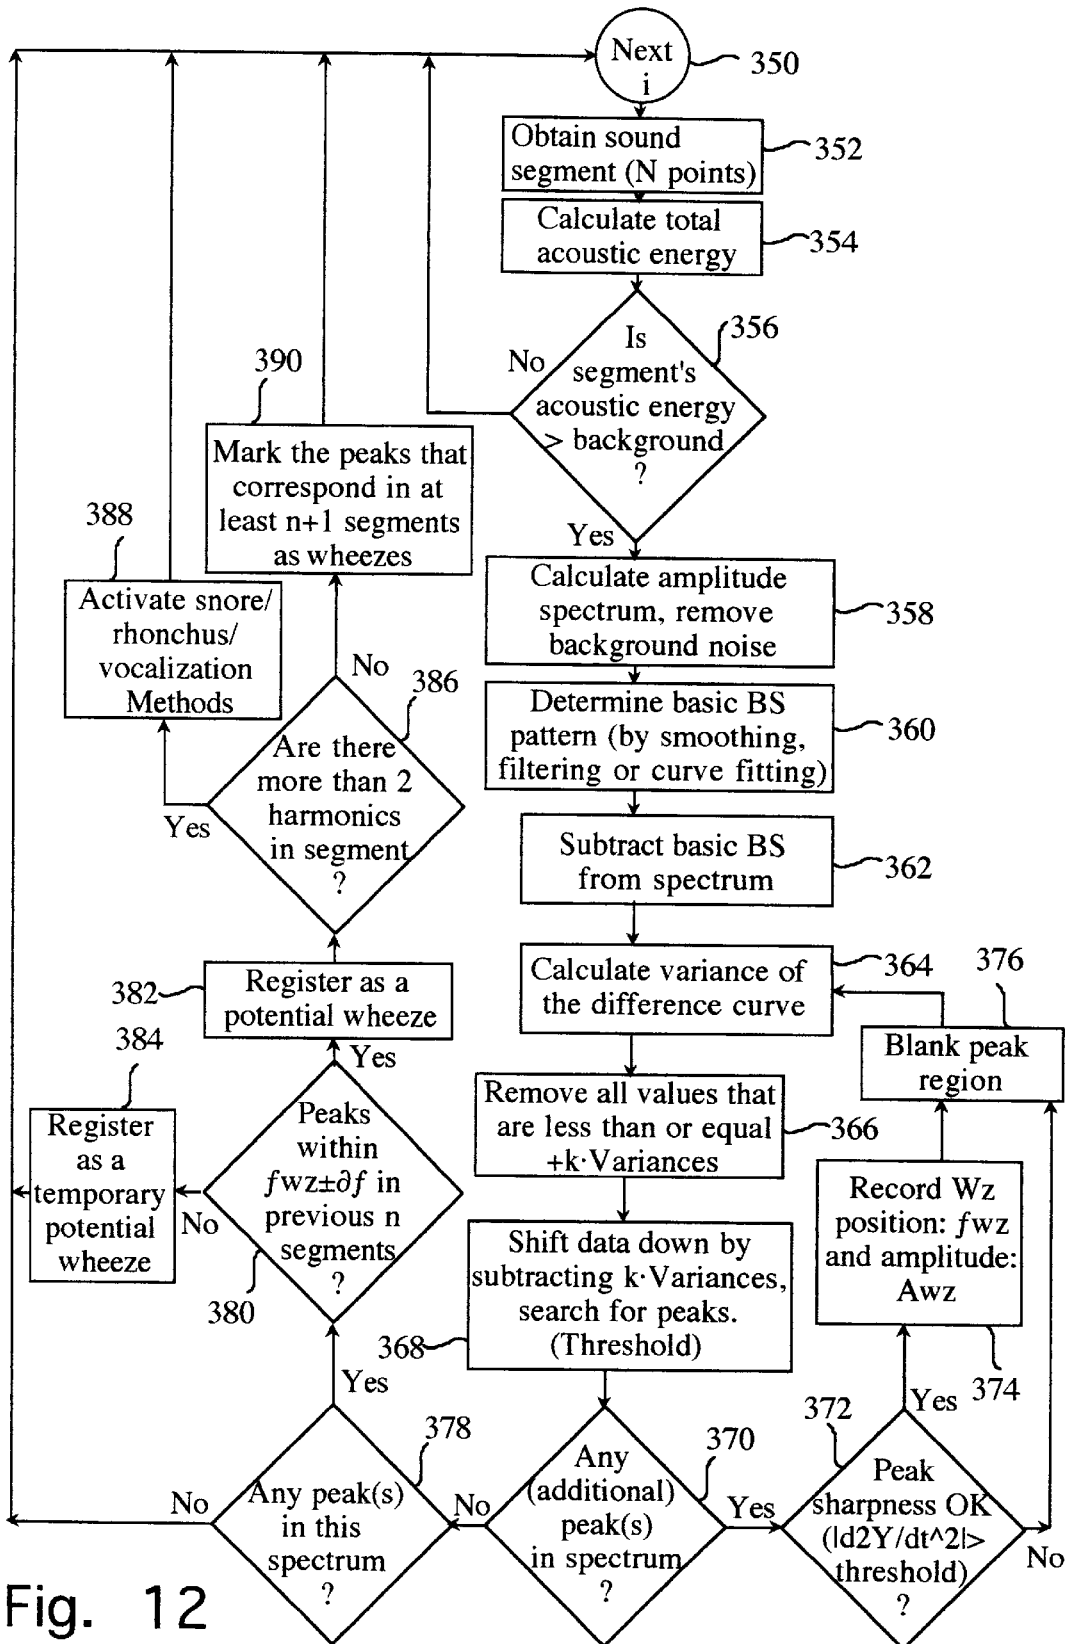 Next
i
350
Obtain sound
segment (N points)
352
Calculate total
acoustic energy
354
Is
segment's
acoustic energy
> background
?
356
No
Yes
Calculate amplitude
spectrum, remove
background noise
358
Determine basic BS
pattern (by smoothing,
filtering or curve fitting)
360
Subtract basic BS
from spectrum
362
Calculate variance of
the difference curve
364
Remove all values that
are less than or equal
+k·Variances
366
Shift data down by
subtracting k·Variances,
search for peaks.
(Threshold)
368
Any
(additional)
peak(s)
in spectrum
?
370
Yes
No
Peak
sharpness OK
(|d2Y/dt^2|>
threshold)
?
372
Yes
No
Record Wz
position: fwz
and amplitude:
Awz
374
Blank peak
region
376
Any peak(s)
in this
spectrum
?
378
No
Yes
Peaks
within
fwz±∂f in
previous n
segments
?
380
No
Yes
Register as a
potential wheeze
382
Register
as a
temporary
potential
wheeze
384
Are there
more than 2
harmonics
in segment
?
386
Yes
No
Activate snore/
rhonchus/
vocalization
Methods
388
Mark the peaks that
correspond in at
least n+1 segments
as wheezes
390
Fig. 12